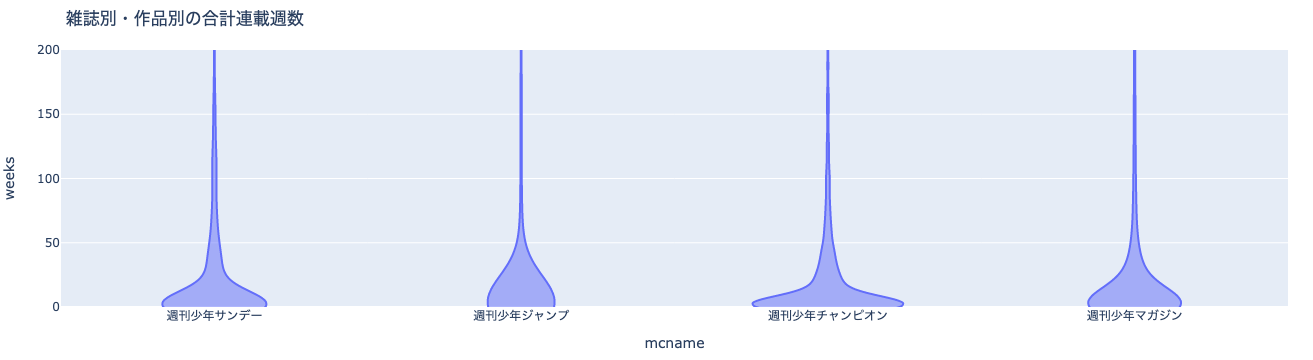 雑誌別・作品別の合計連載週数
weeks
200
150
100
50
0
週刊少年サンデー 週刊少年ジャンプ 週刊少年チャンピオン 週刊少年マガジン
mcname